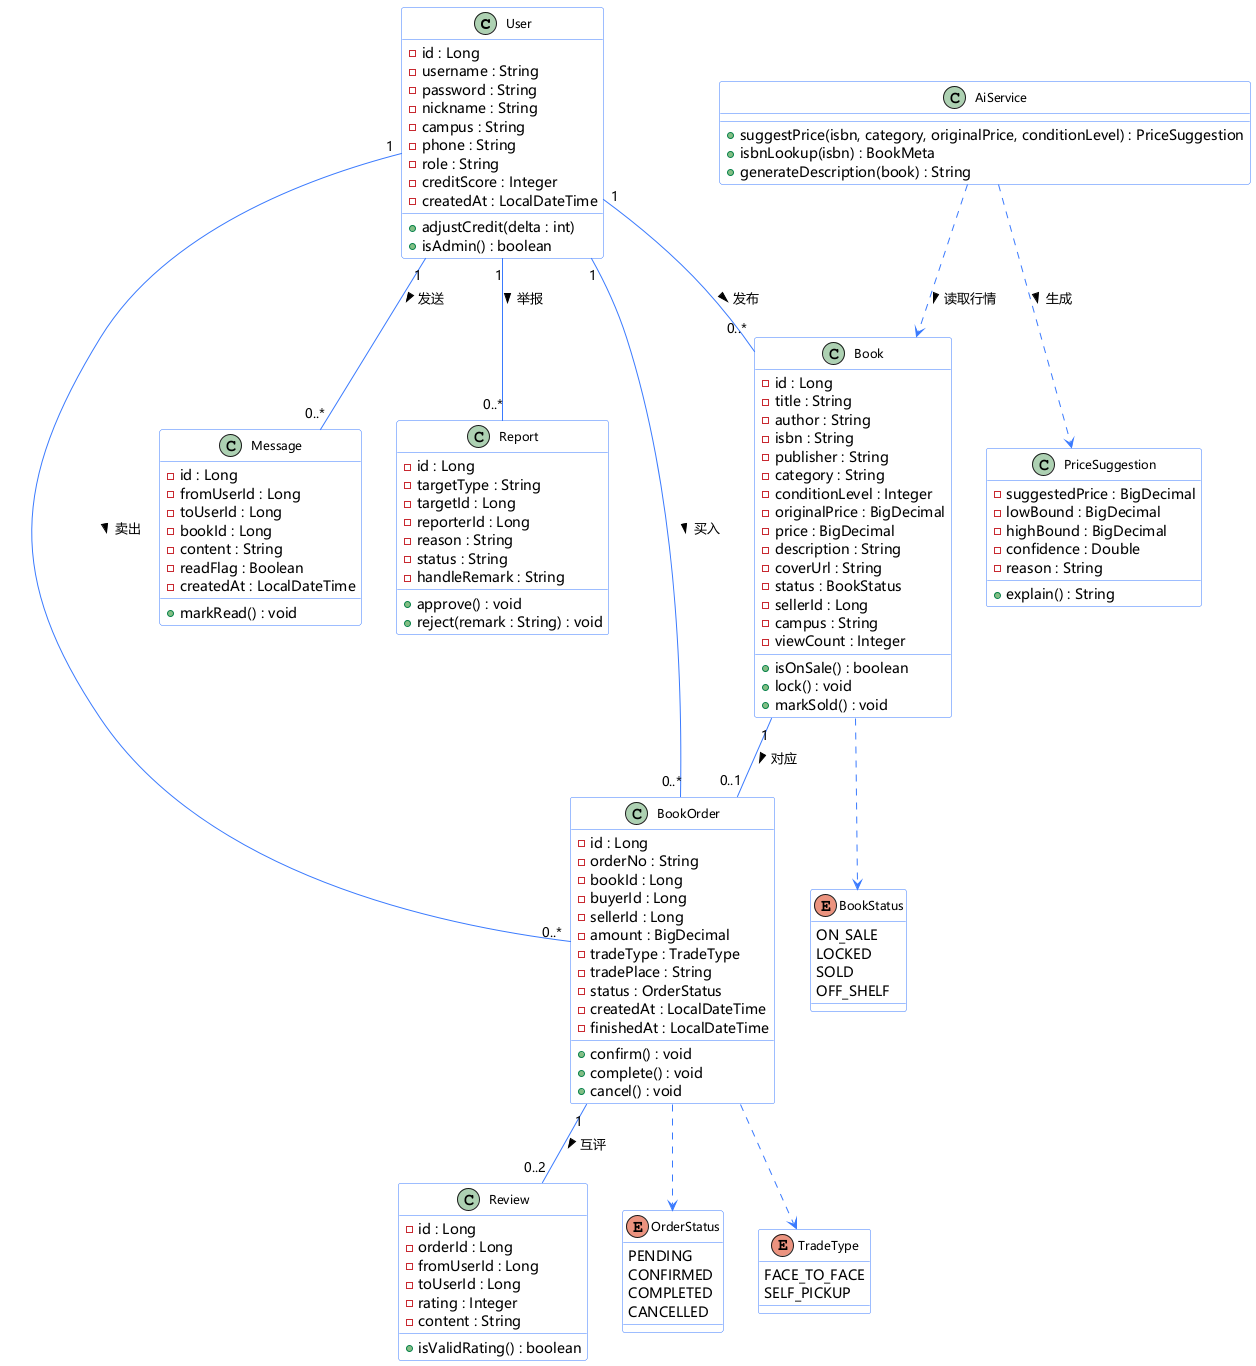 C User
id : Long
username : String
password : String
nickname : String
campus : String
phone : String
role : String
creditScore : Integer
createdAt : LocalDateTime
adjustCredit(delta : int)
isAdmin() : boolean
C AiService
suggestPrice(isbn, category, originalPrice, conditionLevel) : PriceSuggestion
isbnLookup(isbn) : BookMeta
generateDescription(book) : String
1
1
1
1
1
发送
举报
发布
读取行情
生成
0..*
0..*
0..*
C Message
id : Long
fromUserId : Long
toUserId : Long
bookId : Long
content : String
readFlag : Boolean
createdAt : LocalDateTime
markRead() : void
C Report
id : Long
targetType : String
targetId : Long
reporterId : Long
reason : String
status : String
handleRemark : String
approve() : void
reject(remark : String) : void
C Book
id : Long
title : String
author : String
isbn : String
publisher : String
category : String
conditionLevel : Integer
originalPrice : BigDecimal
price : BigDecimal
description : String
coverUrl : String
status : BookStatus
sellerId : Long
campus : String
viewCount : Integer
isOnSale() : boolean
lock() : void
markSold() : void
C PriceSuggestion
suggestedPrice : BigDecimal
lowBound : BigDecimal
highBound : BigDecimal
confidence : Double
reason : String
explain() : String
卖出
买入
1
对应
0..*
0..1
0..*
C BookOrder
id : Long
orderNo : String
bookId : Long
buyerId : Long
sellerId : Long
amount : BigDecimal
tradeType : TradeType
tradePlace : String
status : OrderStatus
createdAt : LocalDateTime
finishedAt : LocalDateTime
confirm() : void
complete() : void
cancel() : void
E BookStatus
ON_SALE
LOCKED
SOLD
OFF_SHELF
1
互评
0..2
C Review
id : Long
orderId : Long
fromUserId : Long
toUserId : Long
rating : Integer
content : String
isValidRating() : boolean
E OrderStatus
PENDING
CONFIRMED
COMPLETED
CANCELLED
E TradeType
FACE_TO_FACE
SELF_PICKUP